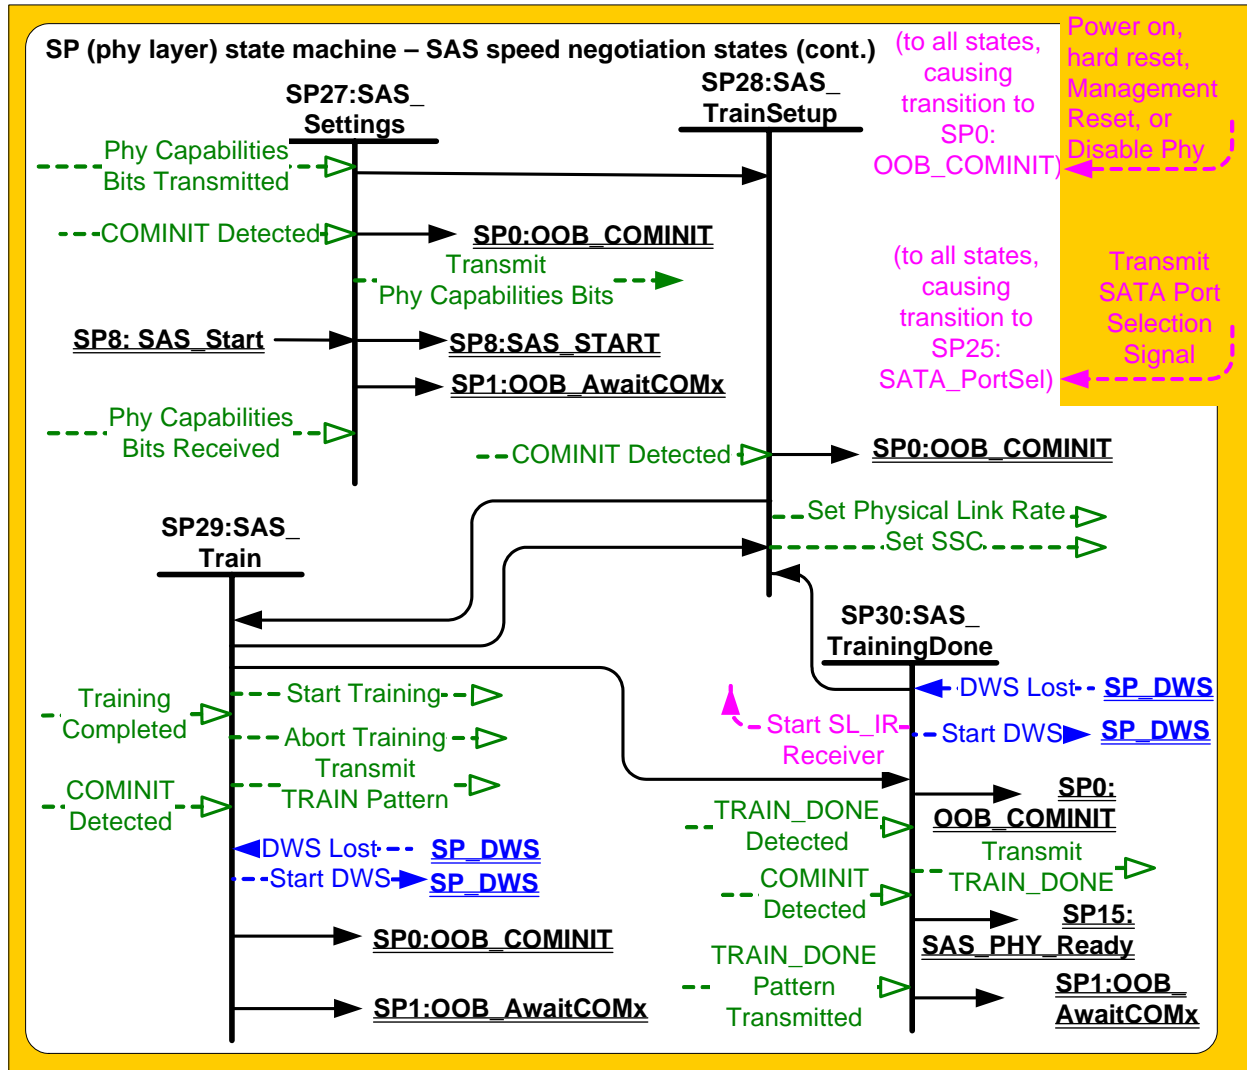 SP (phy layer) state machine – SAS speed negotiation states (cont.)
(to all states,
causing
transition to
SP0:
OOB_COMINIT)
Power on,
hard reset,
Management
Reset, or
Disable Phy
SP27:SAS_
Settings
SP28:SAS_
TrainSetup
Phy Capabilities
Bits Transmitted
COMINIT Detected
SP0:OOB_COMINIT
Transmit
Phy Capabilities Bits
SP8: SAS_Start
SP8:SAS_START
SP1:OOB_AwaitCOMx
Phy Capabilities
Bits Received
(to all states,
causing
transition to
SP25:
SATA_PortSel)
Transmit
SATA Port
Selection
Signal
COMINIT Detected
SP0:OOB_COMINIT
Set Physical Link Rate
Set SSC
SP29:SAS_
Train
Training
Completed
Start Training
Abort Training
Transmit
TRAIN Pattern
COMINIT
Detected
DWS Lost
SP_DWS
Start DWS
SP_DWS
SP0:OOB_COMINIT
SP1:OOB_AwaitCOMx
SP30:SAS_
TrainingDone
DWS Lost
SP_DWS
Start SL_IR
Receiver
Start DWS
SP_DWS
SP0:
OOB_COMINIT
TRAIN_DONE
Detected
Transmit
TRAIN_DONE
COMINIT
Detected
SP15:
SAS_PHY_Ready
TRAIN_DONE
Pattern
Transmitted
SP1:OOB_
AwaitCOMx